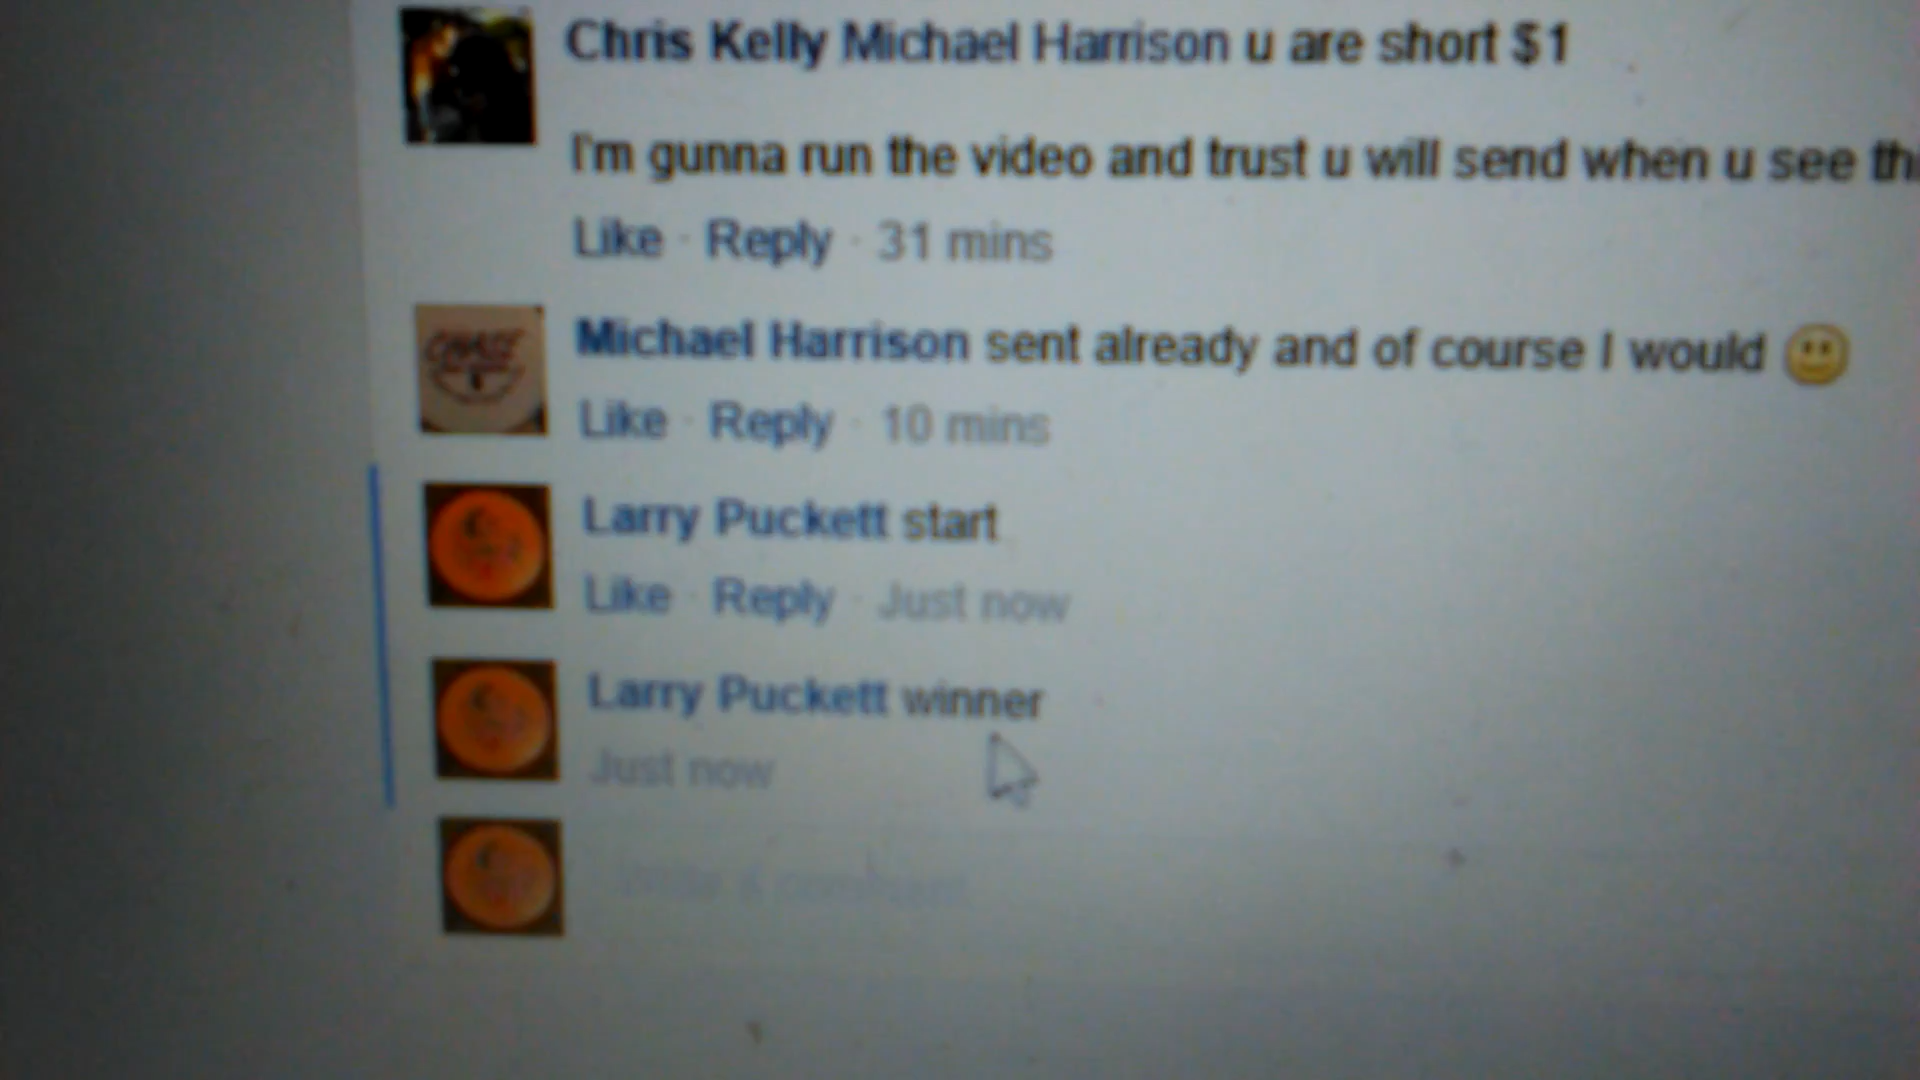 Chris Kelly Michael Harrison u are short $1
I'm gunna run the video and trust u will send when u see
Like · Reply · 31 mins
Michael Harrison sent already and of course I would
Like · Reply · 10 mins
Larry Puckett start
Like · Reply · Just now
Larry Puckett winner
Just now
Write a comment